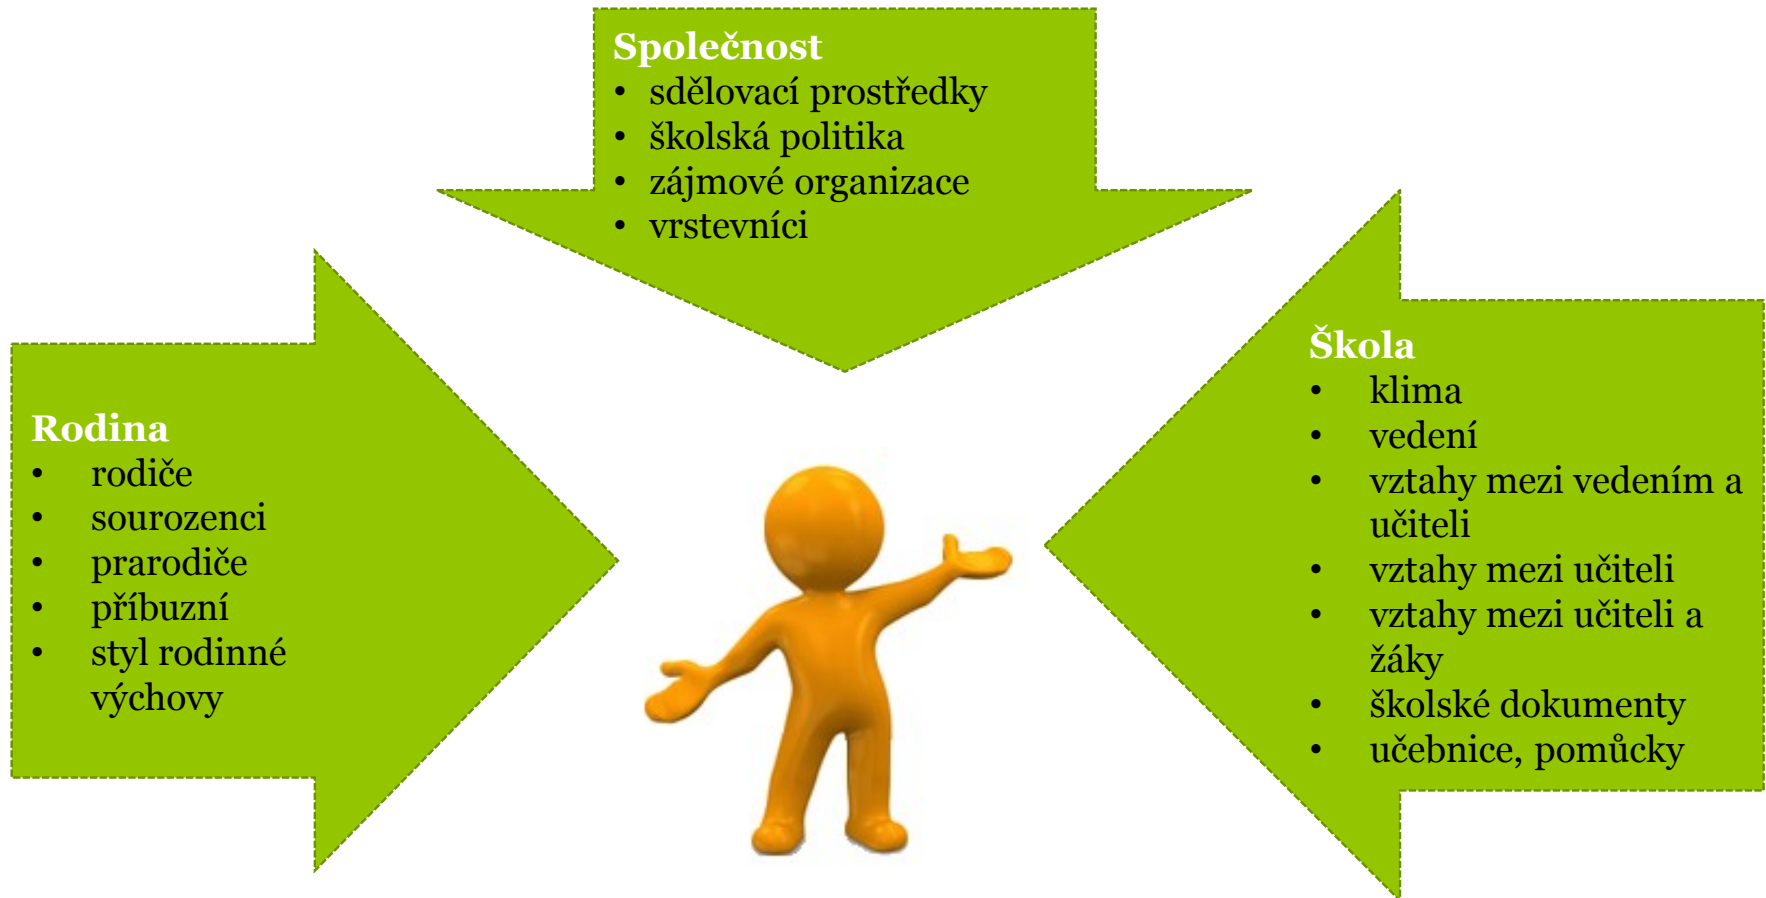 Společnost
• sdělovací prostředky
• školská politika
• zájmové organizace
• vrstevníci
Rodina
• rodiče
• sourozenci
• prarodiče
• příbuzní
• styl rodinné
výchovy
Škola
• klima
• vedení
• vztahy mezi vedením a
učiteli
• vztahy mezi učiteli
• vztahy mezi učiteli a
žáky
• školské dokumenty
• učebnice, pomůcky